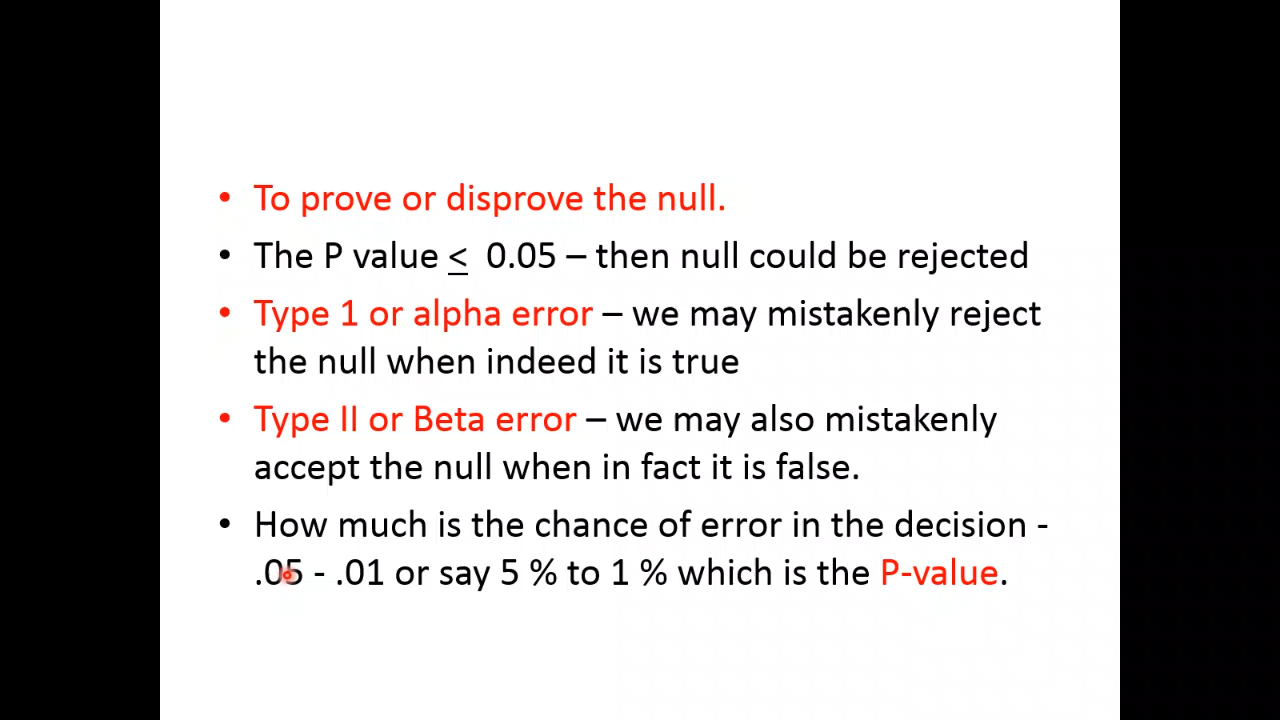 • To prove or disprove the null.
• The P value < 0.05 – then null could be rejected
• Type 1 or alpha error – we may mistakenly reject
the null when indeed it is true
• Type II or Beta error – we may also mistakenly
accept the null when in fact it is false.
• How much is the chance of error in the decision -
.05 - .01 or say 5 % to 1 % which is the P-value.